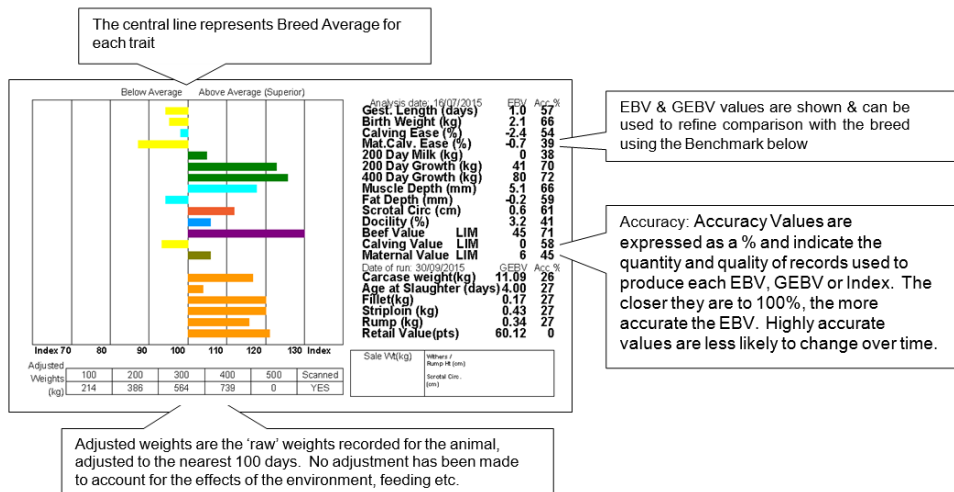 The central line represents Breed Average for
each trait
Below Average Above Average (Superior)
Analysis date: 16/07/2015 EBV Acc %
Gest. Length (days) 1.0 57
Birth Weight (kg) 2.1 66
Calving Ease (%) -2.4 54
Mat.Calv. Ease (%) -0.7 39
200 Day Milk (kg) 0 38
200 Day Growth (kg) 41 70
400 Day Growth (kg) 80 72
Muscle Depth (mm) 5.1 66
Fat Depth (mm) -0.2 59
Scrotal Circ (cm) 0.6 61
Docility (%) 3.2 41
Beef Value LIM 45 71
Calving Value LIM 0 58
Maternal Value LIM 6 45
Date of run: 30/09/2015 GEBV Acc %
Carcase weight(kg) 11.09 26
Age at Slaughter (days) 4.00 27
Fillet(kg) 0.17 27
Striploin (kg) 0.43 27
Rump (kg) 0.34 27
Retail Value(pts) 60.12 0
Index 70 80 90 100 110 120 130 Index
Adjusted
Weights
(kg)
100 200 300 400 500 Scanned
214 386 564 739 0 YES
Sale Wt(kg)
Withers /
Rump Ht (cm)
Scrotal Circ.
(cm)
EBV & GEBV values are shown & can be
used to refine comparison with the breed
using the Benchmark below
Accuracy: Accuracy Values are
expressed as a % and indicate the
quantity and quality of records used to
produce each EBV, GEBV or Index. The
closer they are to 100%, the more
accurate the EBV. Highly accurate
values are less likely to change over time.
Adjusted weights are the ‘raw’ weights recorded for the animal,
adjusted to the nearest 100 days. No adjustment has been made
to account for the effects of the environment, feeding etc.